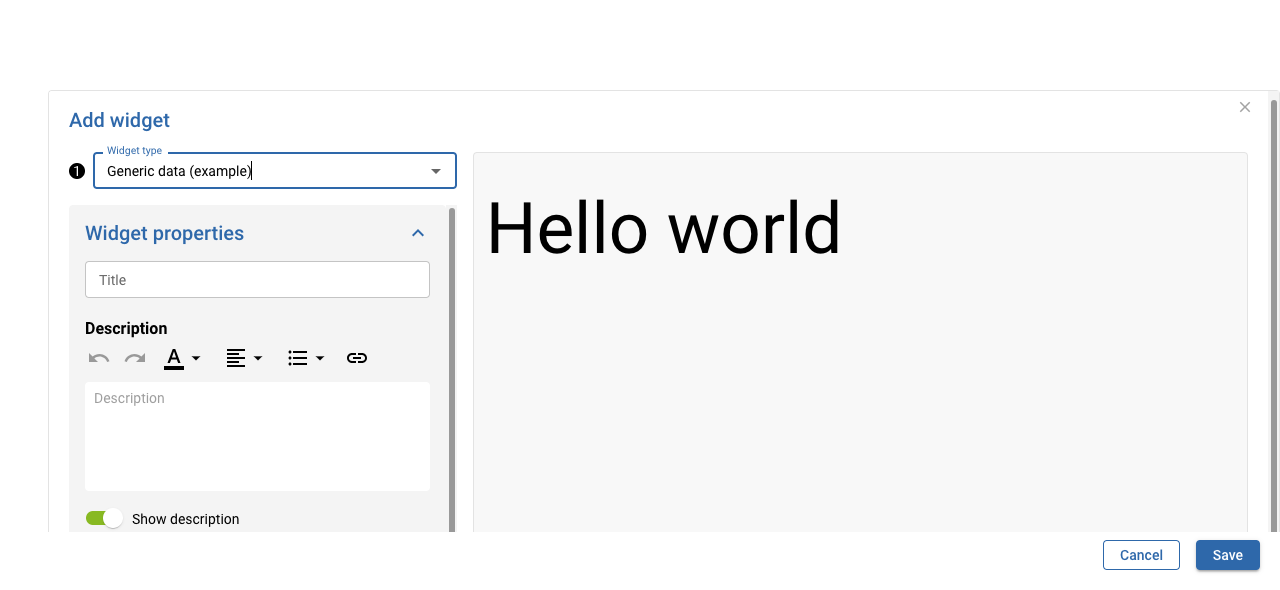 Add widget
Widget type
1 Generic data (example)
Widget properties
Title
Description
A
Description
Show description
Hello world
Cancel
Save